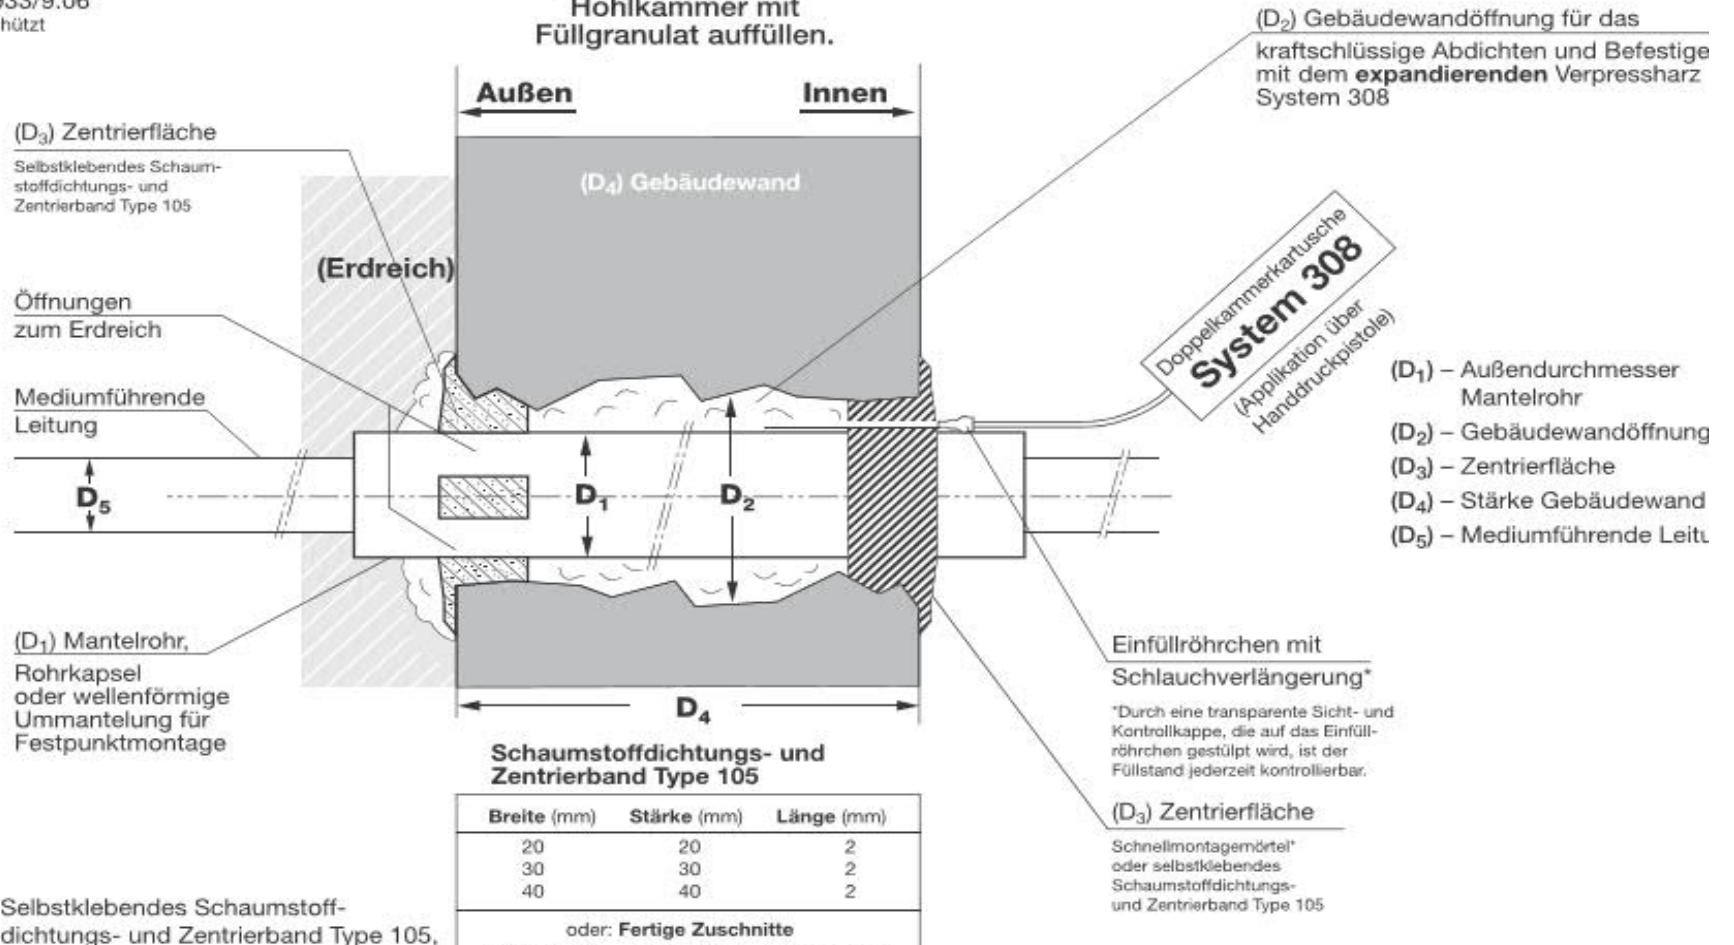 933/9.06
hützt
Hohlkammer mit
Füllgranulat auffüllen.
(D₂) Gebäudewandöffnung für das
kraftschlüssige Abdichten und Befestige
mit dem expandierenden Verpressharz
System 308
Außen
Innen
(D₃) Zentrierfläche
Selbstklebendes Schaum-
stoffdichtungs- und
Zentrierband Type 105
(D₄) Gebäudewand
(Erdreich)
Öffnungen
zum Erdreich
Mediumführende
Leitung
Doppelkammerkartusche
System 308
(Applikation über
Handdruckpistole)
(D₁) – Außendurchmesser
Mantelrohr
(D₂) – Gebäudewandöffnung
(D₃) – Zentrierfläche
(D₄) – Stärke Gebäudewand
(D₅) – Mediumführende Leitu
D₅
D₁
D₂
(D₁) Mantelrohr,
Rohrkapsel
oder wellenförmige
Ummantelung für
Festpunktmontage
D₄
Einfüllröhrchen mit
Schlauchverlängerung*
*Durch eine transparente Sicht- und
Kontrollkappe, die auf das Einfüll-
röhrchen gestülpt wird, ist der
Füllstand jederzeit kontrollierbar.
(D₃) Zentrierfläche
Schnellmontagemörtel*
oder selbstklebendes
Schaumstoffdichtungs-
und Zentrierband Type 105
Schaumstoffdichtungs- und
Zentrierband Type 105
Breite (mm) Stärke (mm) Länge (mm)
20 20 2
30 30 2
40 40 2
oder: Fertige Zuschnitte
Selbstklebendes Schaumstoff-
dichtungs- und Zentrierband Type 105,